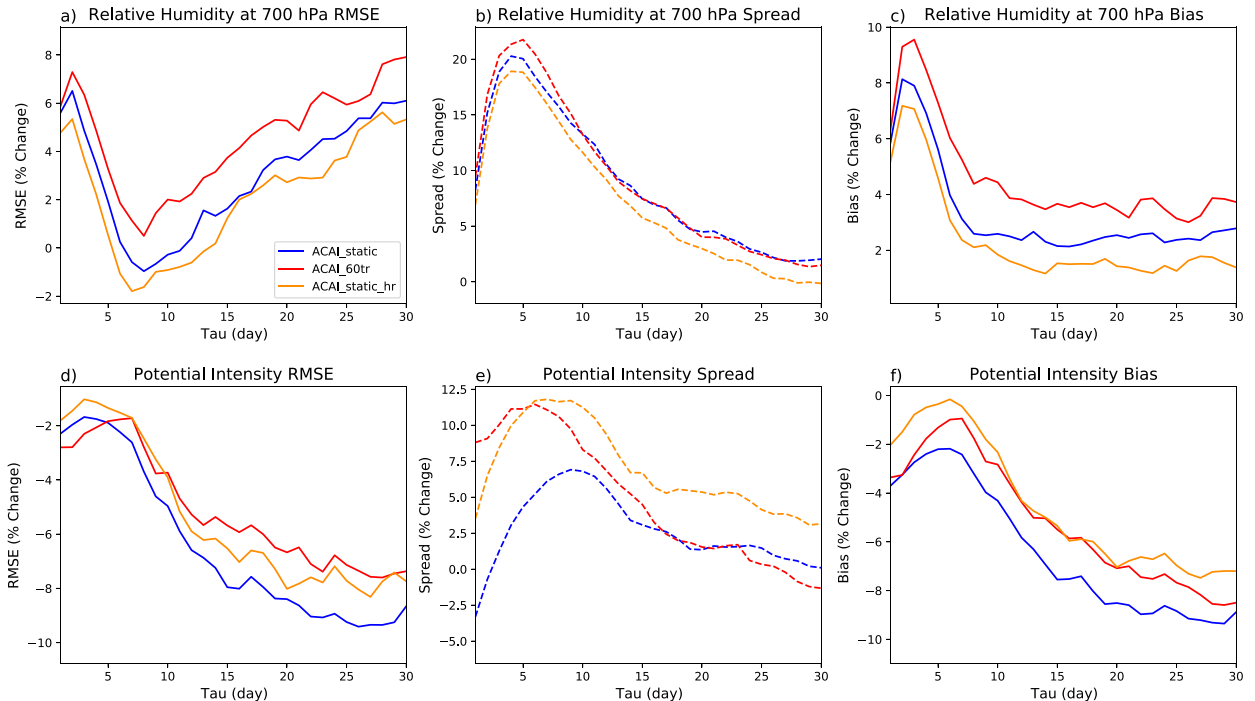 a) Relative Humidity at 700 hPa RMSE
RMSE (% Change)
8
6
4
2
0
−2
5 10 15 20 25 30
Tau (day)
ACAI_static
ACAI_60tr
ACAI_static_hr
b) Relative Humidity at 700 hPa Spread
Spread (% Change)
20
15
10
5
0
5 10 15 20 25 30
Tau (day)
c) Relative Humidity at 700 hPa Bias
Bias (% Change)
10
8
6
4
2
5 10 15 20 25 30
Tau (day)
d) Potential Intensity RMSE
RMSE (% Change)
−2
−4
−6
−8
−10
5 10 15 20 25 30
Tau (day)
e) Potential Intensity Spread
Spread (% Change)
12.5
10.0
7.5
5.0
2.5
0.0
−2.5
−5.0
5 10 15 20 25 30
Tau (day)
f) Potential Intensity Bias
Bias (% Change)
0
−2
−4
−6
−8
−10
5 10 15 20 25 30
Tau (day)